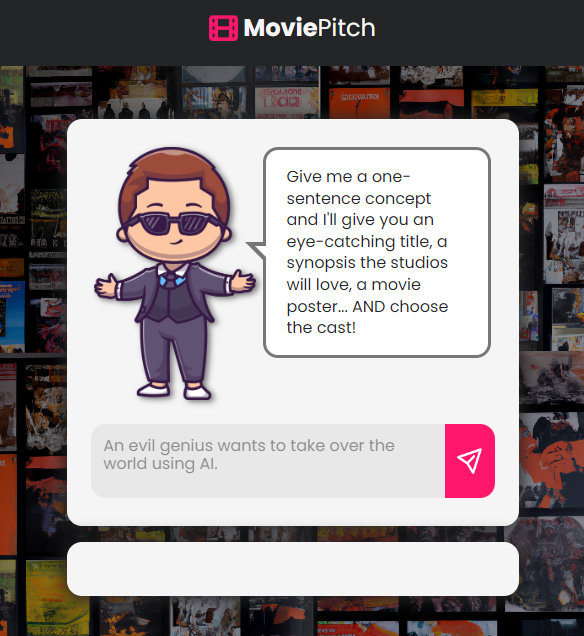 MoviePitch
Give me a one-
sentence concept
and I'll give you an
eye-catching title, a
synopsis the studios
will love, a movie
poster... AND choose
the cast!
An evil genius wants to take over the
world using AI.